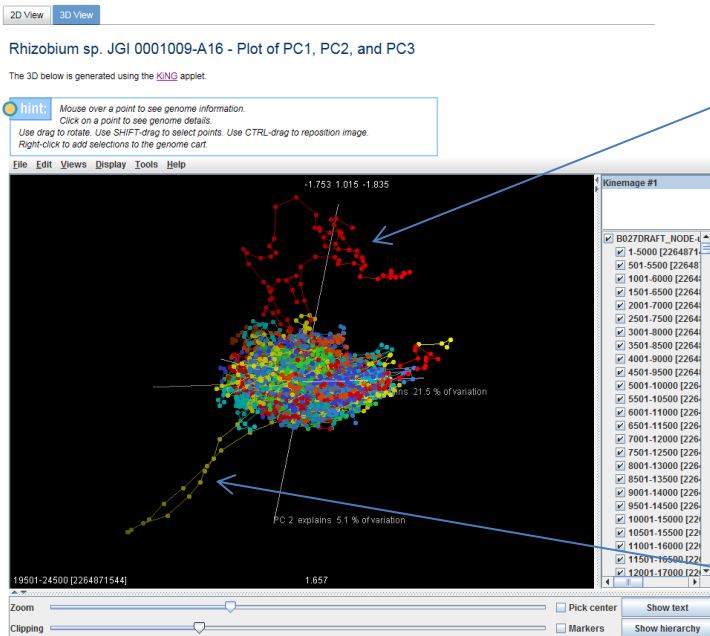 2D View 3D View
Rhizobium sp. JGI 0001009-A16 - Plot of PC1, PC2, and PC3
The 3D below is generated using the KiNG applet.
hint: Mouse over a point to see genome information.
Click on a point to see genome details.
Use drag to rotate. Use SHIFT-drag to select points. Use CTRL-drag to reposition image.
Right-click to add selections to the genome cart.
File Edit Views Display Tools Help
-1.753 1.015 -1.835
Kinemage #1
B027DRAFT_NODE-u
1-5000 [2264871
501-5500 [22648
1001-6000 [2264
1501-6500 [2264
2001-7000 [2264
2501-7500 [2264
3001-8000 [2264
3501-8500 [2264
4001-9000 [2264
4501-9500 [2264
5001-10000 [226
5501-10500 [226
6001-11000 [226
6501-11500 [226
7001-12000 [226
7501-12500 [226
8001-13000 [226
8501-13500 [226
9001-14000 [226
9501-14500 [226
10001-15000 [22
10501-15500 [22
11001-16000 [22
11501-16500 [22
12001-17000 [22
21.5 % of variation
PC 2 explains 5.1 % of variation
19501-24500 [2264871544] 1.657
Zoom Pick center Show text
Clipping Markers Show hierarchy